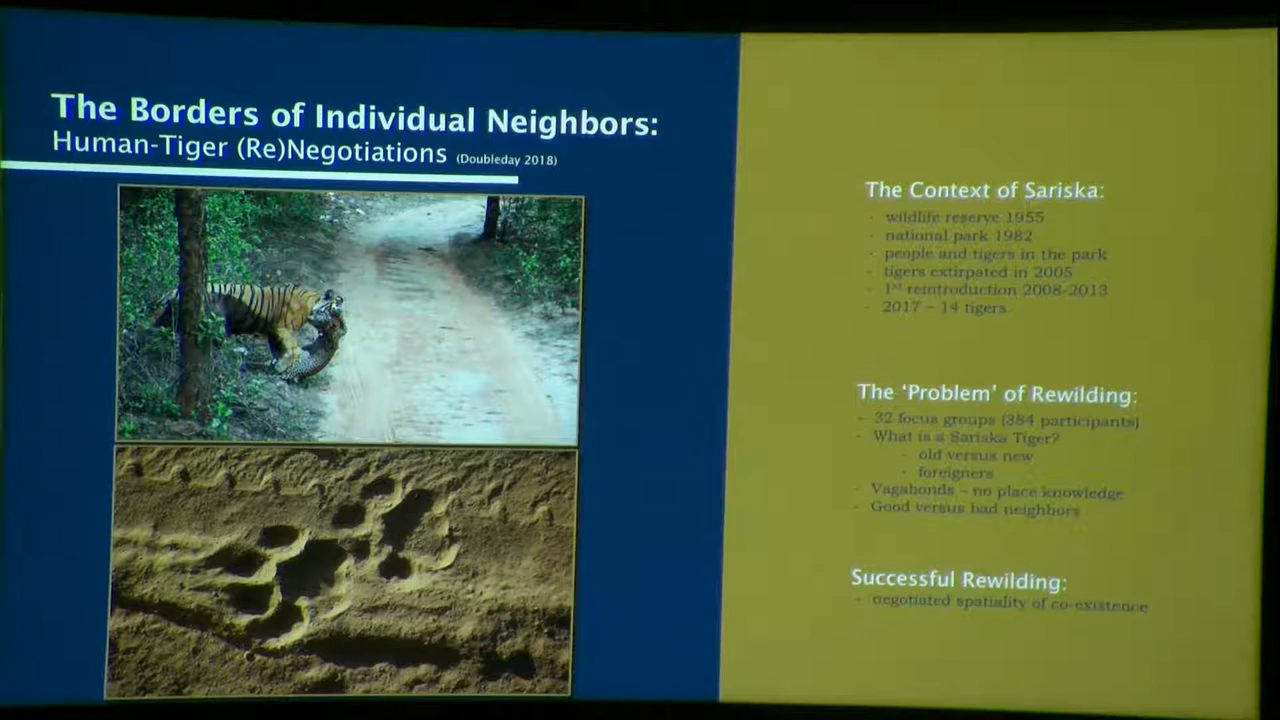 The Borders of Individual Neighbors:
Human-Tiger (Re)Negotiations (Doubleday 2018)
The Context of Sariska:
- wildlife reserve 1955
- national park 1982
- people and tigers in the park
- tigers extirpated in 2005
- 1st reintroduction 2008-2013
- 2017 – 14 tigers
The ‘Problem’ of Rewilding:
- 32 focus groups (384 participants)
- What is a Sariska Tiger?
- old versus new
- foreigners
- Vagabonds – no place knowledge
- Good versus bad neighbors
Successful Rewilding:
- negotiated spatiality of co-existence